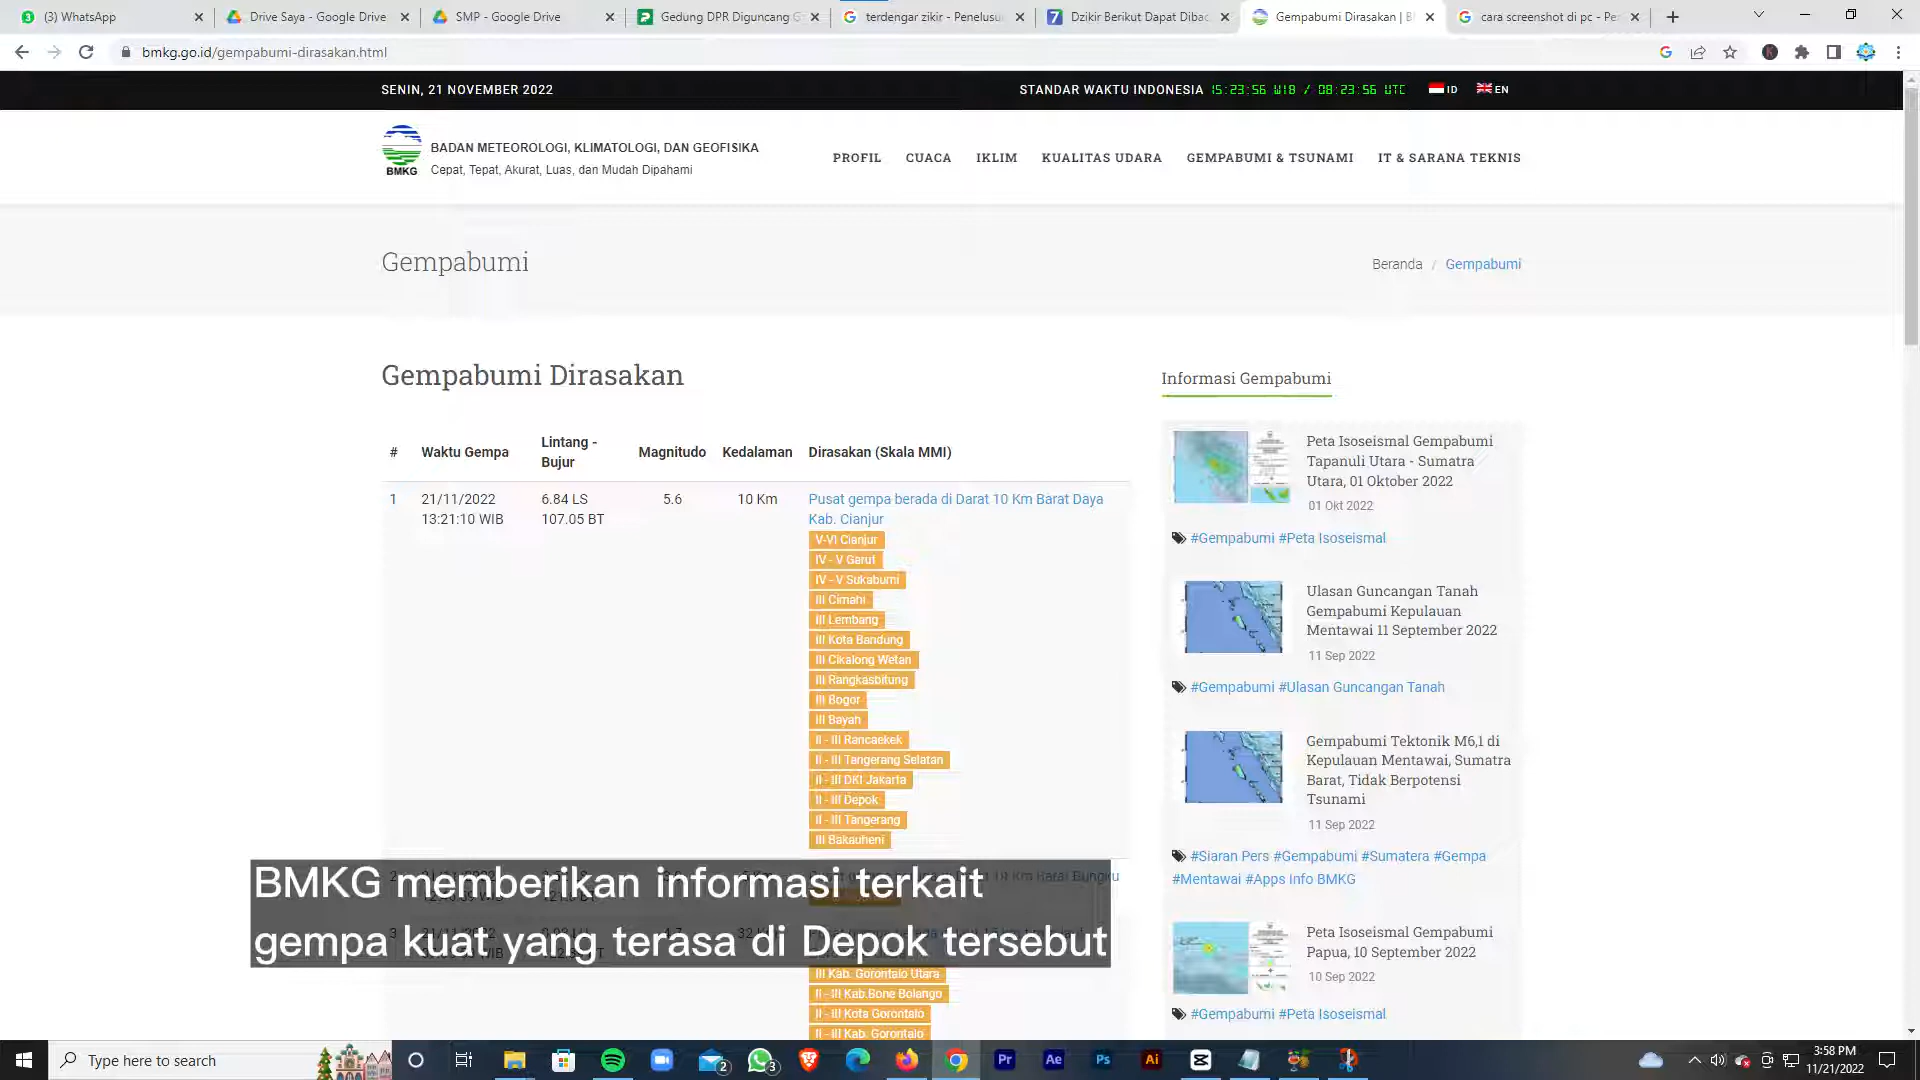 (3) WhatsApp
Drive Saya - Google Drive
SMP - Google Drive
Gedung DPR Diguncang G
terdengar zikir - Penelusu
Dzikir Berikut Dapat Dibac
Gempabumi Dirasakan | B
cara screenshot di pc - Pe
bmkg.go.id/gempabumi-dirasakan.html
SENIN, 21 NOVEMBER 2022
STANDAR WAKTU INDONESIA 15:23:56 WIB / 08:23:56 UTC
ID
EN
BMKG
BADAN METEOROLOGI, KLIMATOLOGI, DAN GEOFISIKA
Cepat, Tepat, Akurat, Luas, dan Mudah Dipahami
PROFIL
CUACA
IKLIM
KUALITAS UDARA
GEMPABUMI & TSUNAMI
IT & SARANA TEKNIS
Gempabumi
Beranda / Gempabumi
Gempabumi Dirasakan
# Waktu Gempa Lintang - Bujur Magnitudo Kedalaman Dirasakan (Skala MMI)
1 21/11/2022 6.84 LS 5.6 10 Km Pusat gempa berada di Darat 10 Km Barat Daya
13:21:10 WIB 107.05 BT Kab. Cianjur
V-VI Cianjur
IV - V Garut
IV - V Sukabumi
III Cimahi
III Lembang
III Kota Bandung
III Cikalong Wetan
III Rangkasbitung
III Bogor
III Bayah
II - III Rancaekek
II - III Tangerang Selatan
II - III DKI Jakarta
II - III Depok
II - III Tangerang
III Bakauheni
BMKG memberikan informasi terkait
gempa kuat yang terasa di Depok tersebut
III Kab. Gorontalo Utara
II - III Kab.Bone Bolango
II - III Kota Gorontalo
II - III Kab. Gorontalo
Informasi Gempabumi
Peta Isoseismal Gempabumi
Tapanuli Utara - Sumatra
Utara, 01 Oktober 2022
01 Okt 2022
#Gempabumi #Peta Isoseismal
Ulasan Guncangan Tanah
Gempabumi Kepulauan
Mentawai 11 September 2022
11 Sep 2022
#Gempabumi #Ulasan Guncangan Tanah
Gempabumi Tektonik M6,1 di
Kepulauan Mentawai, Sumatra
Barat, Tidak Berpotensi
Tsunami
11 Sep 2022
#Siaran Pers #Gempabumi #Sumatera #Gempa
#Mentawai #Apps Info BMKG
Peta Isoseismal Gempabumi
Papua, 10 September 2022
10 Sep 2022
#Gempabumi #Peta Isoseismal
Type here to search
2
3
Pr
Ae
Ps
Ai
3:58 PM
11/21/2022